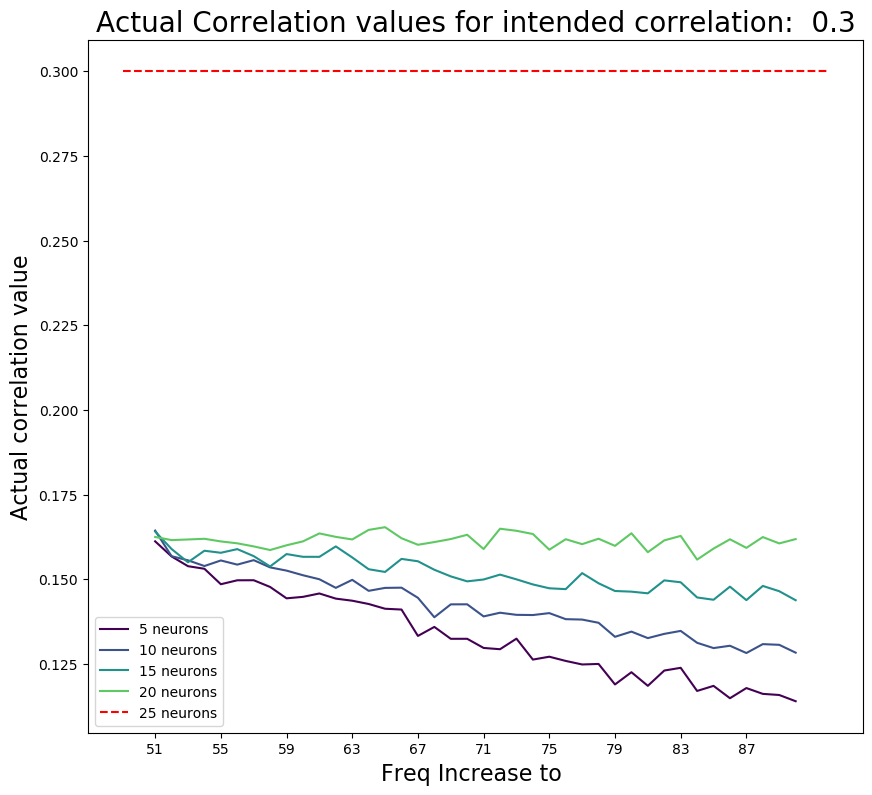 Actual Correlation values for intended correlation:  0.3
Actual correlation value
0.300
0.275
0.250
0.225
0.200
0.175
0.150
0.125
5 neurons
10 neurons
15 neurons
20 neurons
25 neurons
51 55 59 63 67 71 75 79 83 87
Freq Increase to